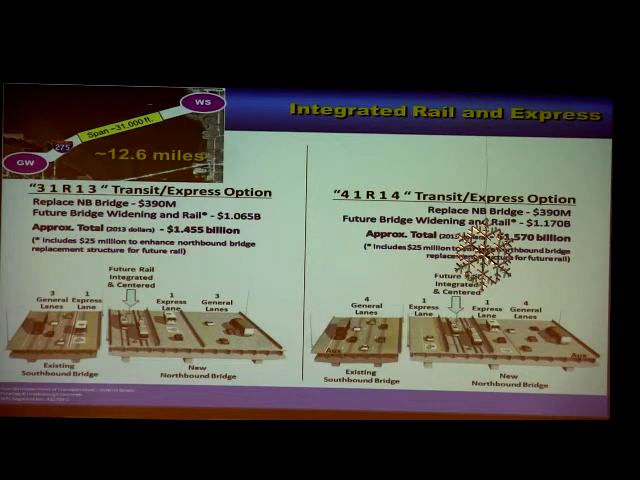 Integrated Rail and Express
WS
Span ~31,000 ft.
275
GW
~12.6 miles
"3 1 R 1 3 " Transit/Express Option
Replace NB Bridge - $390M
Future Bridge Widening and Rail* - $1.065B
Approx. Total (2013 dollars) - $1.455 billion
(* Includes $25 million to enhance northbound bridge
replacement structure for future rail)
Future Rail
Integrated
& Centered
3
General
Lanes
1
Express
Lane
1
Express
Lane
3
General
Lanes
Existing
Southbound Bridge
New
Northbound Bridge
"4 1 R 1 4 " Transit/Express Option
Replace NB Bridge - $390M
Future Bridge Widening and Rail* - $1.170B
Approx. Total (2013 1.570 billion
(* Includes $25 million to northbound bridge
for future rail)
Future
Integrated
& Centered
4
General
Lanes
1
Express
Lane
1
Express
Lane
4
General
Lanes
Aux
Aux
Existing
Southbound Bridge
New
Northbound Bridge